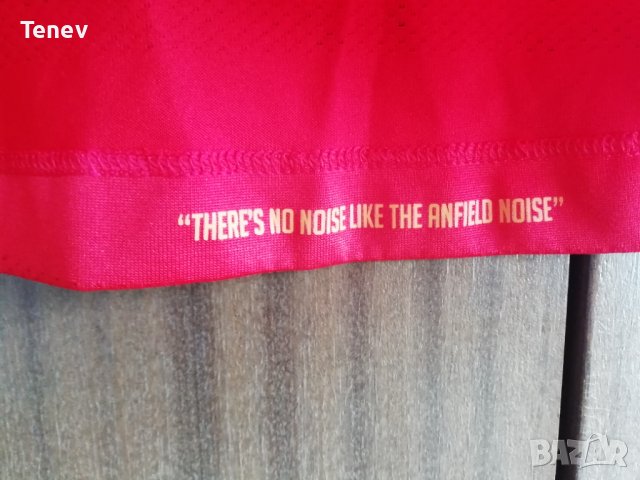 Tenev
“THERE'S NO NOISE LIKE THE ANFIELD NOISE”
BAZAR